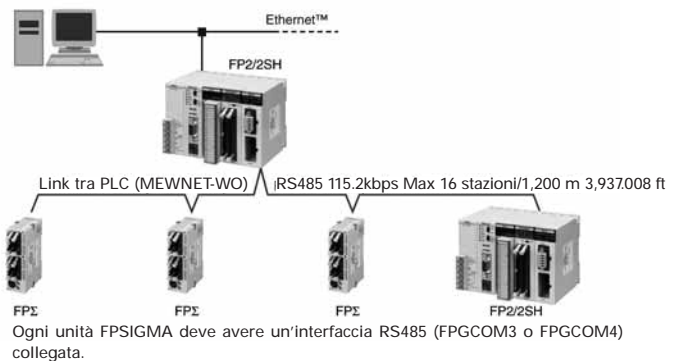 Ethernet™
FP2/2SH
Link tra PLC (MEWNET-WO)
RS485 115.2kbps Max 16 stazioni/1,200 m 3,937.008 ft
FPΣ
FPΣ
FPΣ
FP2/2SH
Ogni unità FPSIGMA deve avere un'interfaccia RS485 (FPGCOM3 o FPGCOM4)
collegata.